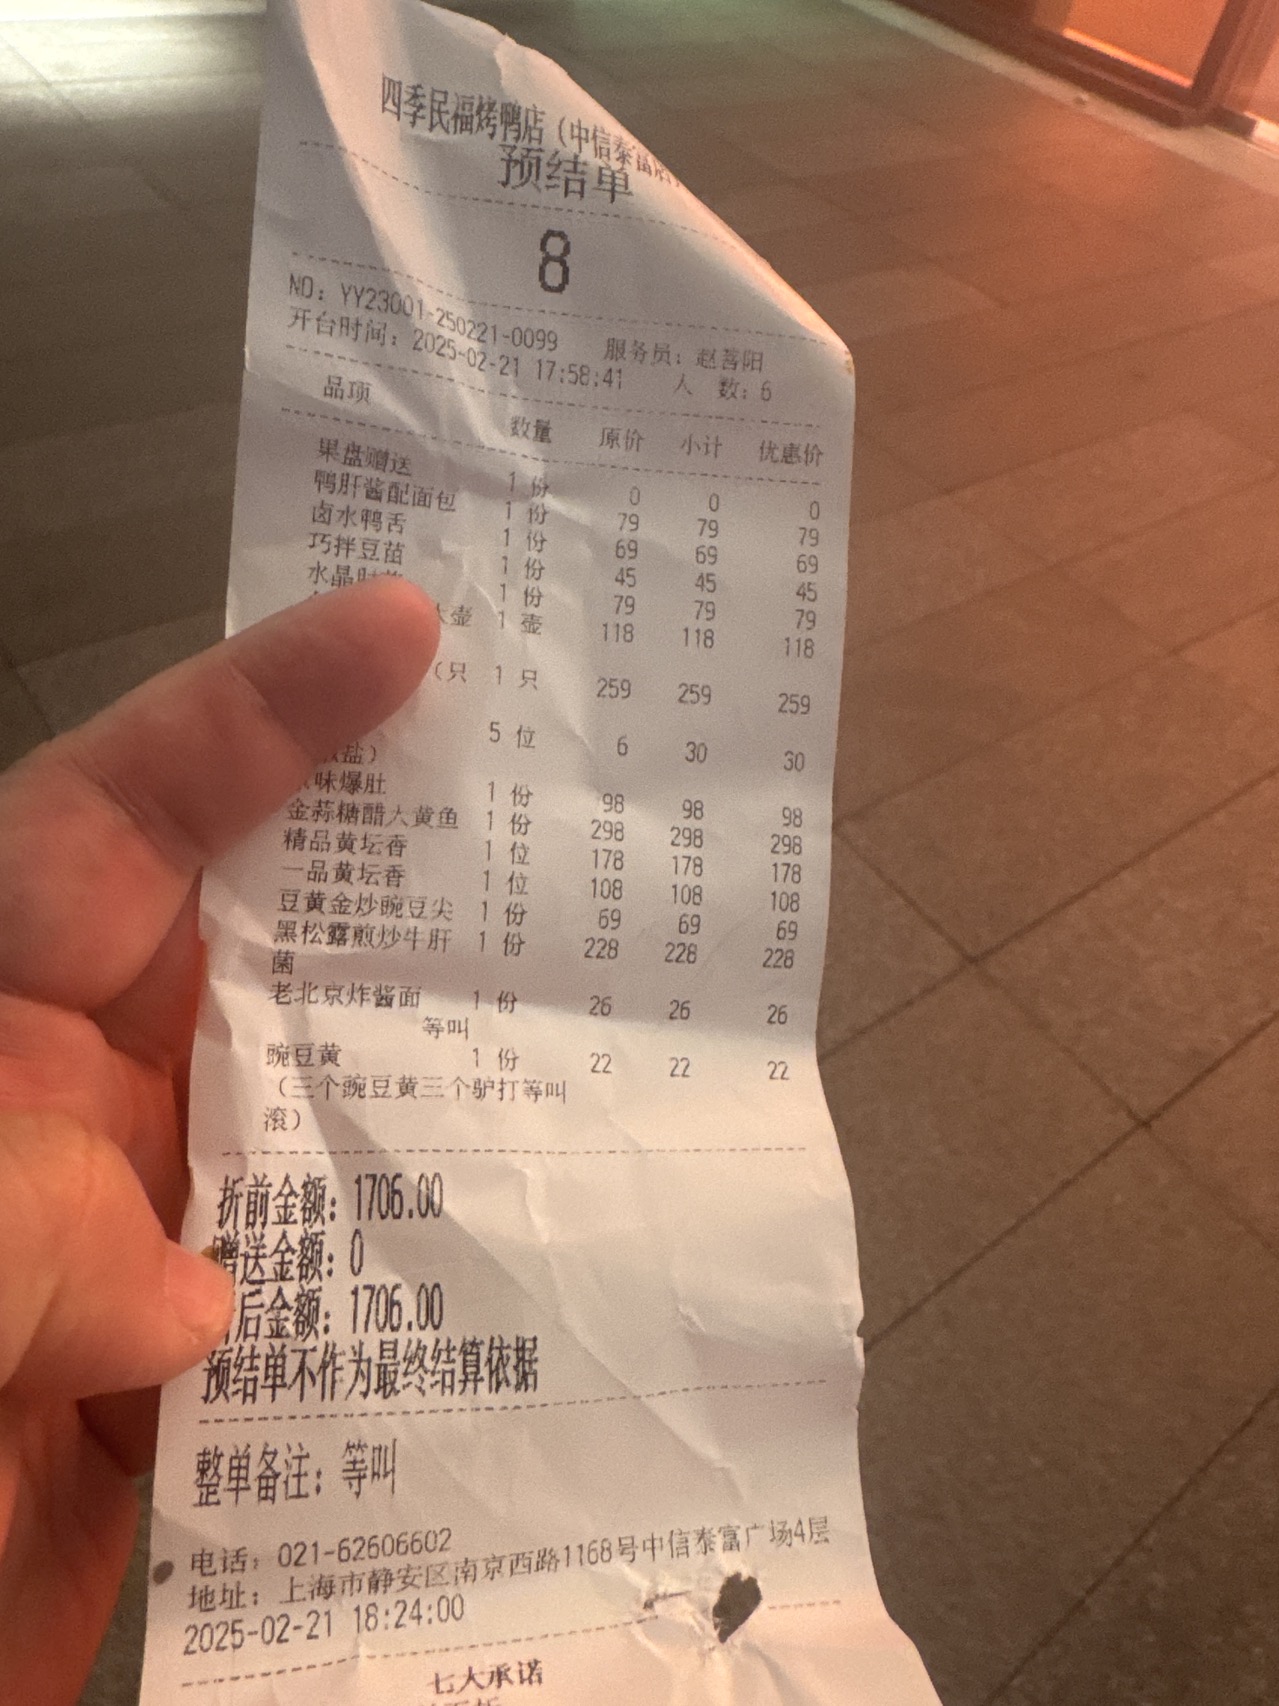 四季民福烤鸭店（中信泰富店）
预结单
8
NO: YY23001-250221-0099 服务员: 赵善阳
开台时间: 2025-02-21 17:58:41 人 数: 6
品项 数量 原价 小计 优惠价
果盘赠送 1 份 0 0 0
鸭肝酱配面包 1 份 79 79 79
卤水鸭舌 1 份 69 69 69
巧拌豆苗 1 份 45 45 45
水晶 1 份 79 79 79
大壶 1 壶 118 118 118
（只 1 只 259 259 259
5 位 6 30 30
盐）
味爆肚 1 份 98 98 98
金蒜糖醋大黄鱼 1 份 298 298 298
精品黄坛香 1 位 178 178 178
一品黄坛香 1 位 108 108 108
豆黄金炒豌豆尖 1 份 69 69 69
黑松露煎炒牛肝 1 份 228 228 228
菌
老北京炸酱面 1 份 26 26 26
等叫
豌豆黄 1 份 22 22 22
（三个豌豆黄三个驴打等叫
滚）
折前金额: 1706.00
赠送金额: 0
后金额: 1706.00
预结单不作为最终结算依据
整单备注: 等叫
电话: 021-62606602
地址: 上海市静安区南京西路1168号中信泰富广场4层
2025-02-21 18:24:00
七大承诺